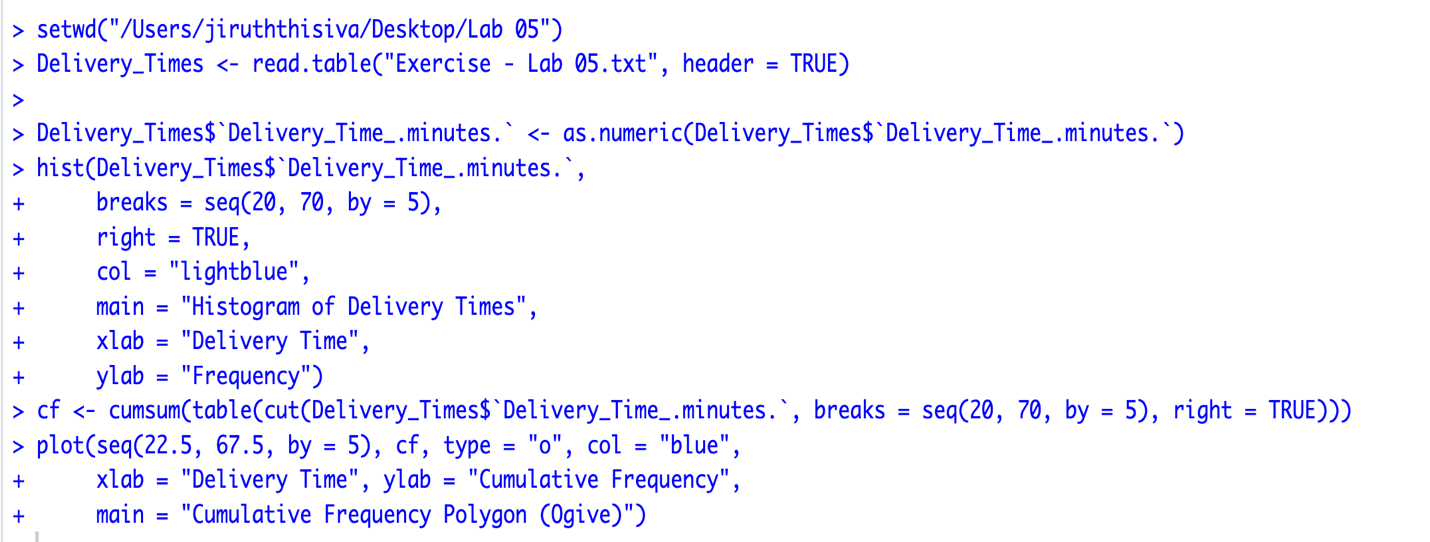 > setwd("/Users/jiruththisiva/Desktop/Lab 05")
> Delivery_Times <- read.table("Exercise - Lab 05.txt", header = TRUE)
>
> Delivery_Times$`Delivery_Time_.minutes.` <- as.numeric(Delivery_Times$`Delivery_Time_.minutes.`)
> hist(Delivery_Times$`Delivery_Time_.minutes.`,
+      breaks = seq(20, 70, by = 5),
+      right = TRUE,
+      col = "lightblue",
+      main = "Histogram of Delivery Times",
+      xlab = "Delivery Time",
+      ylab = "Frequency")
> cf <- cumsum(table(cut(Delivery_Times$`Delivery_Time_.minutes.`, breaks = seq(20, 70, by = 5), right = TRUE)))
> plot(seq(22.5, 67.5, by = 5), cf, type = "o", col = "blue",
+      xlab = "Delivery Time", ylab = "Cumulative Frequency",
+      main = "Cumulative Frequency Polygon (Ogive)")